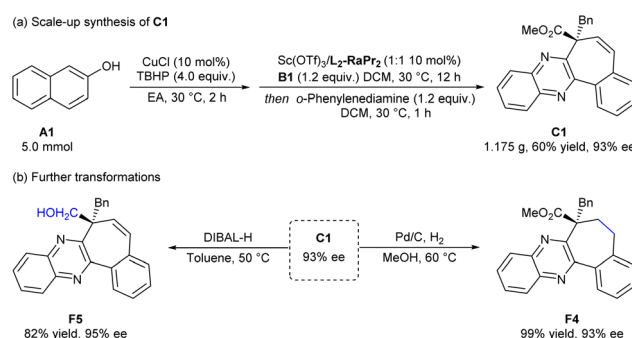 (a) Scale-up synthesis of C1
OH
A1
5.0 mmol
CuCl (10 mol%)
TBHP (4.0 equiv.)
EA, 30 °C, 2 h
Sc(OTf)₃/L₂-RaPr₂ (1:1 10 mol%)
B1 (1.2 equiv.) DCM, 30 °C, 12 h
then o-Phenylenediamine (1.2 equiv.)
DCM, 30 °C, 1 h
MeO₂C Bn
N
N
C1
1.175 g, 60% yield, 93% ee
(b) Further transformations
HOH₂C Bn
N
N
F5
82% yield, 95% ee
DIBAL-H
Toluene, 50 °C
C1
93% ee
Pd/C, H₂
MeOH, 60 °C
MeO₂C Bn
N
N
F4
99% yield, 93% ee